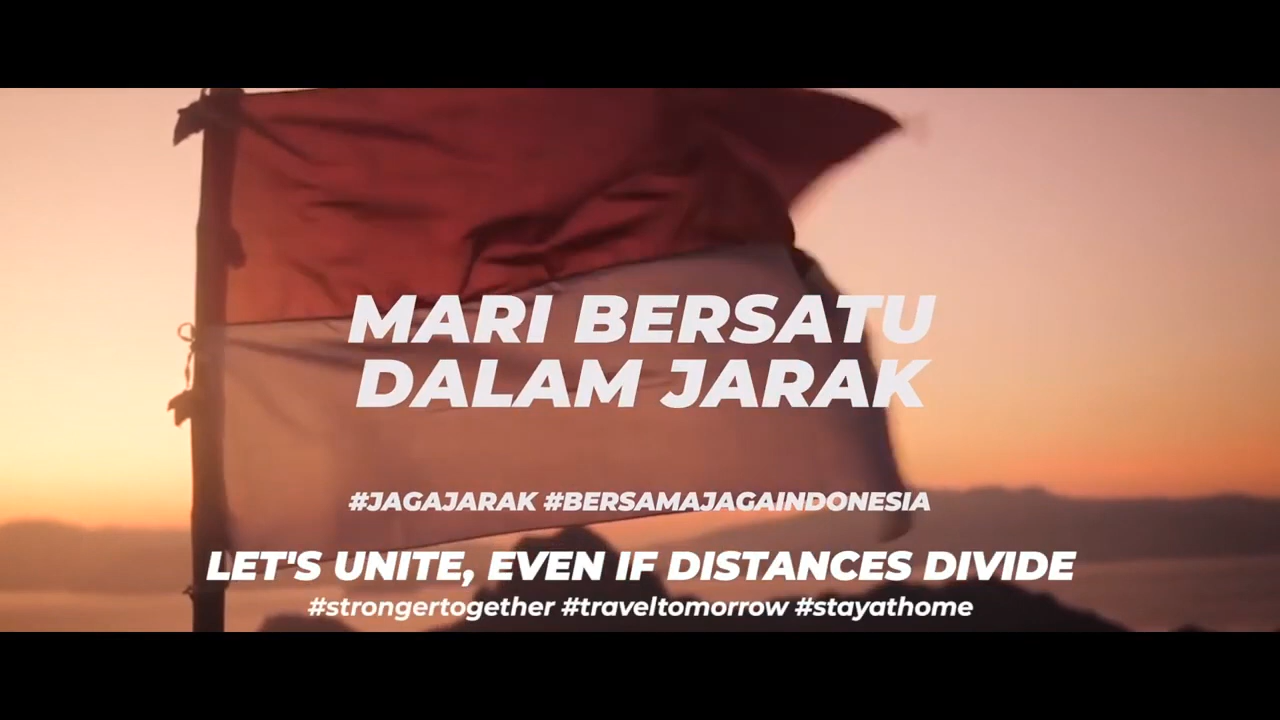 MARI BERSATU
DALAM JARAK
#JAGAJARAK #BERSAMAJAGAINDONESIA
LET'S UNITE, EVEN IF DISTANCES DIVIDE
#strongertogether #traveltomorrow #stayathome